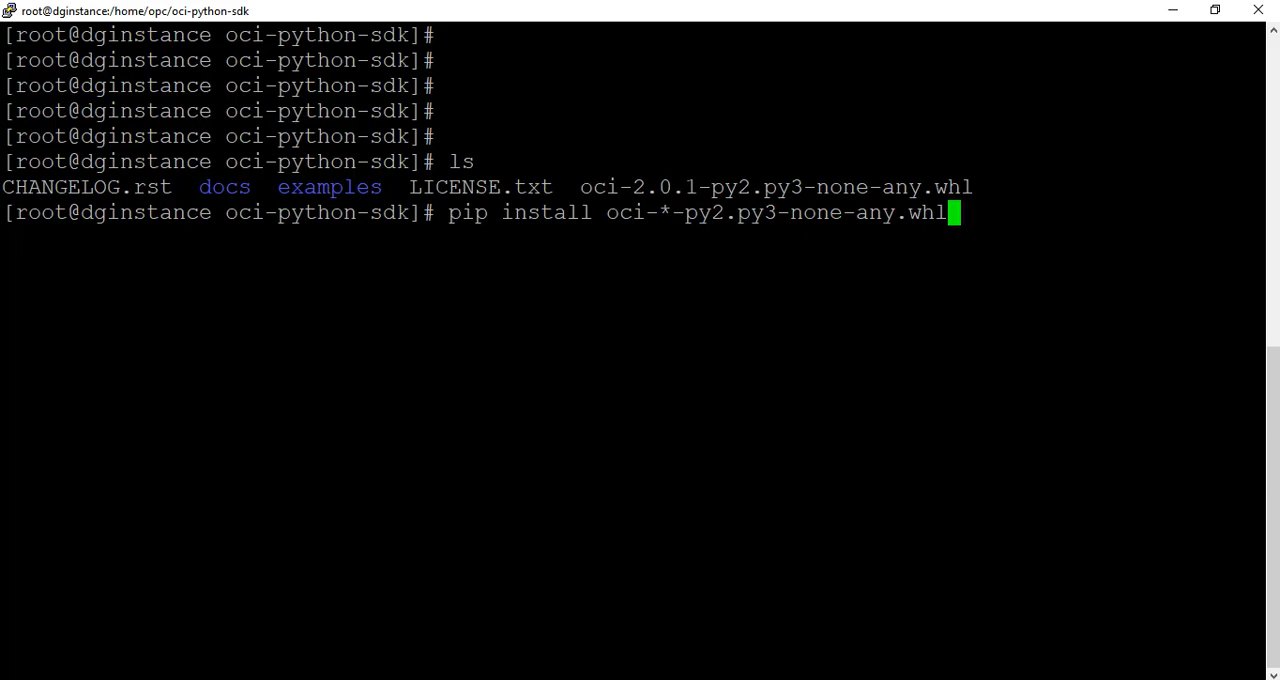 root@dginstance:/home/opc/oci-python-sdk
[root@dginstance oci-python-sdk]#
[root@dginstance oci-python-sdk]#
[root@dginstance oci-python-sdk]#
[root@dginstance oci-python-sdk]#
[root@dginstance oci-python-sdk]#
[root@dginstance oci-python-sdk]# ls
CHANGELOG.rst  docs  examples  LICENSE.txt  oci-2.0.1-py2.py3-none-any.whl
[root@dginstance oci-python-sdk]# pip install oci-*-py2.py3-none-any.whl